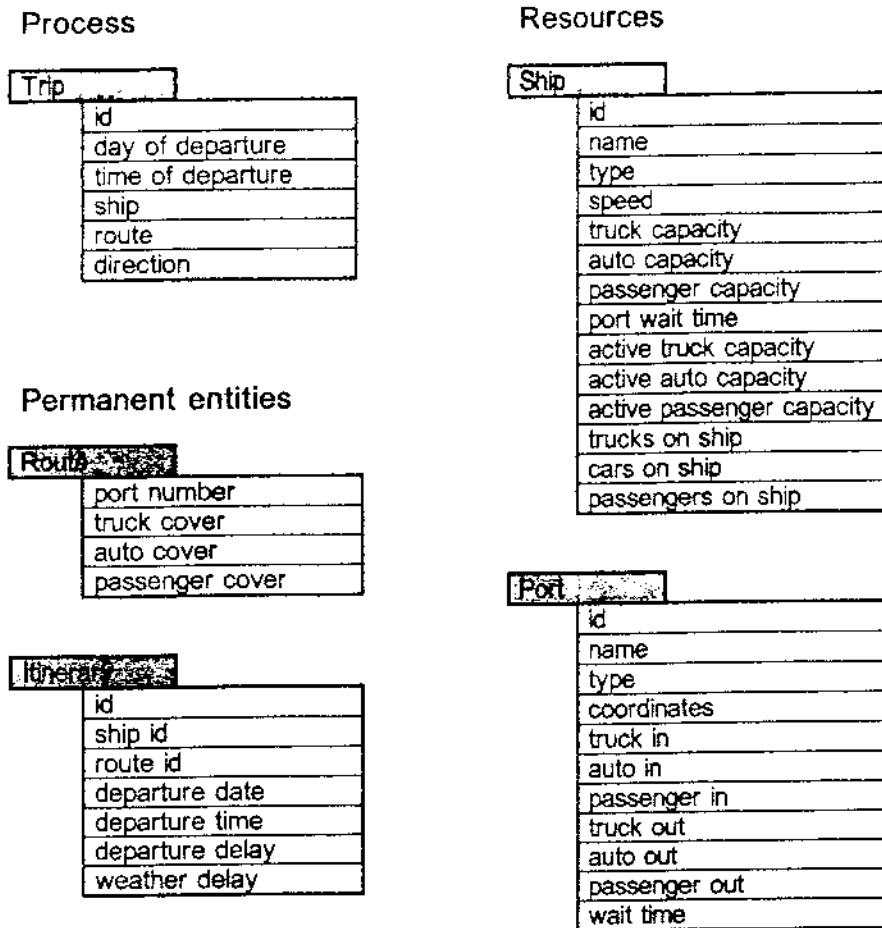 Process
Trip
id
day of departure
time of departure
ship
route
direction
Permanent entities
Route
port number
truck cover
auto cover
passenger cover
Itinerary
id
ship id
route id
departure date
departure time
departure delay
weather delay
Resources
Ship
id
name
type
speed
truck capacity
auto capacity
passenger capacity
port wait time
active truck capacity
active auto capacity
active passenger capacity
trucks on ship
cars on ship
passengers on ship
Port
id
name
type
coordinates
truck in
auto in
passenger in
truck out
auto out
passenger out
wait time